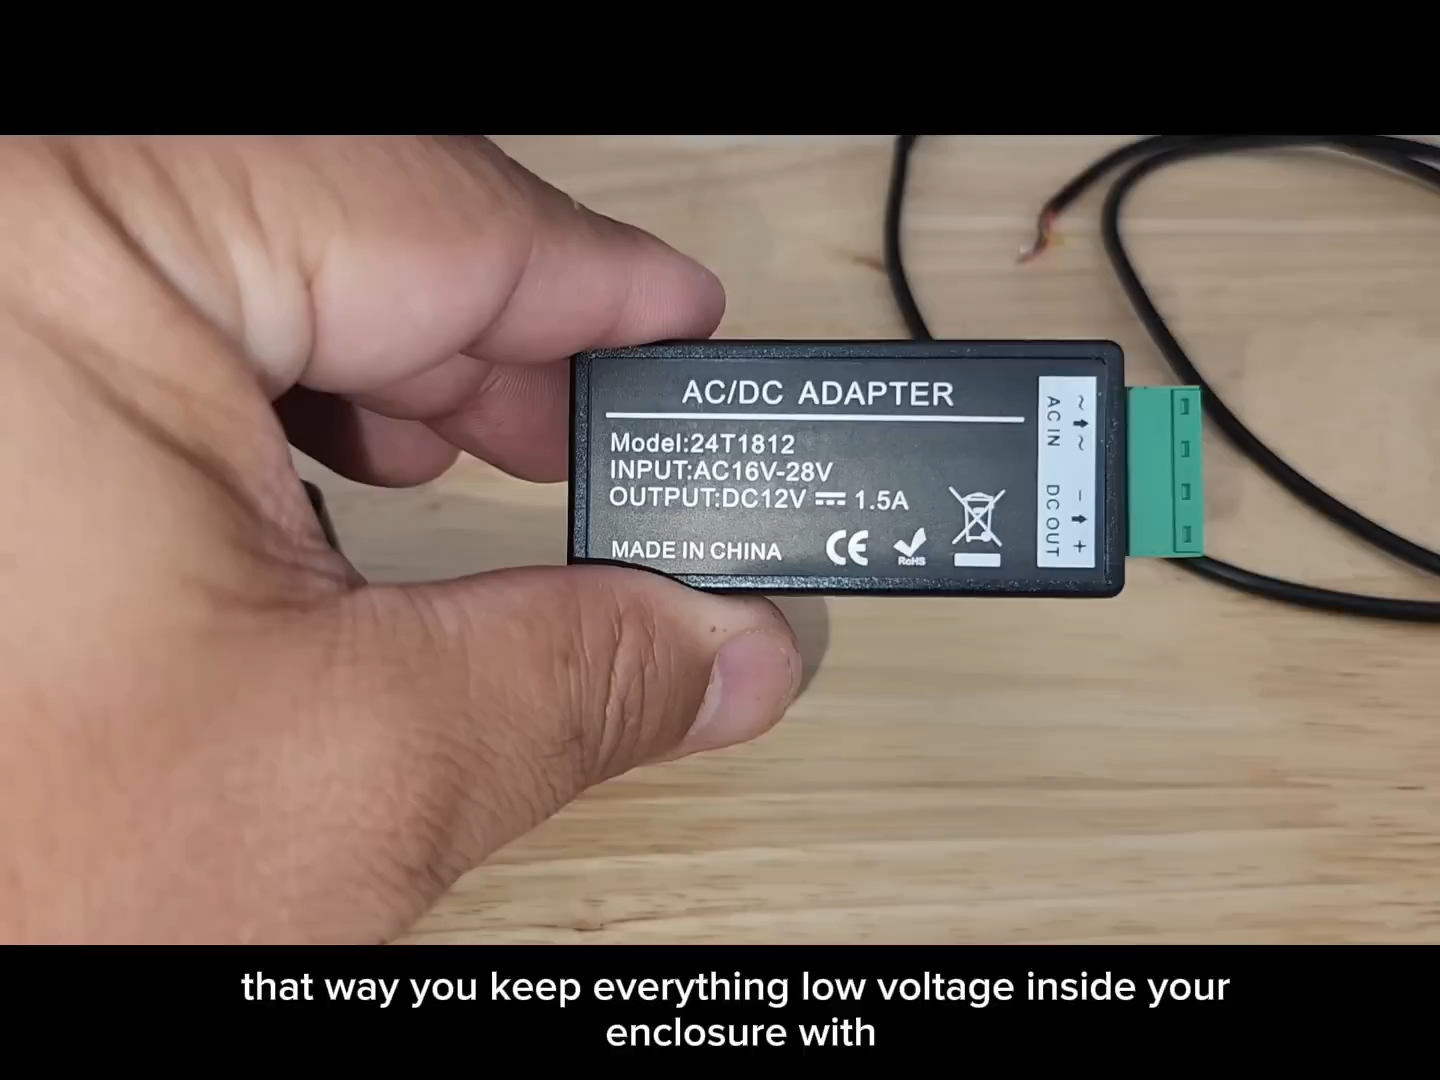 AC/DC ADAPTER
Model:24T1812
INPUT:AC16V-28V
OUTPUT:DC12V ⎓ 1.5A
MADE IN CHINA
CE
RoHS
AC IN
~ ~
DC OUT
- +
that way you keep everything low voltage inside your
enclosure with